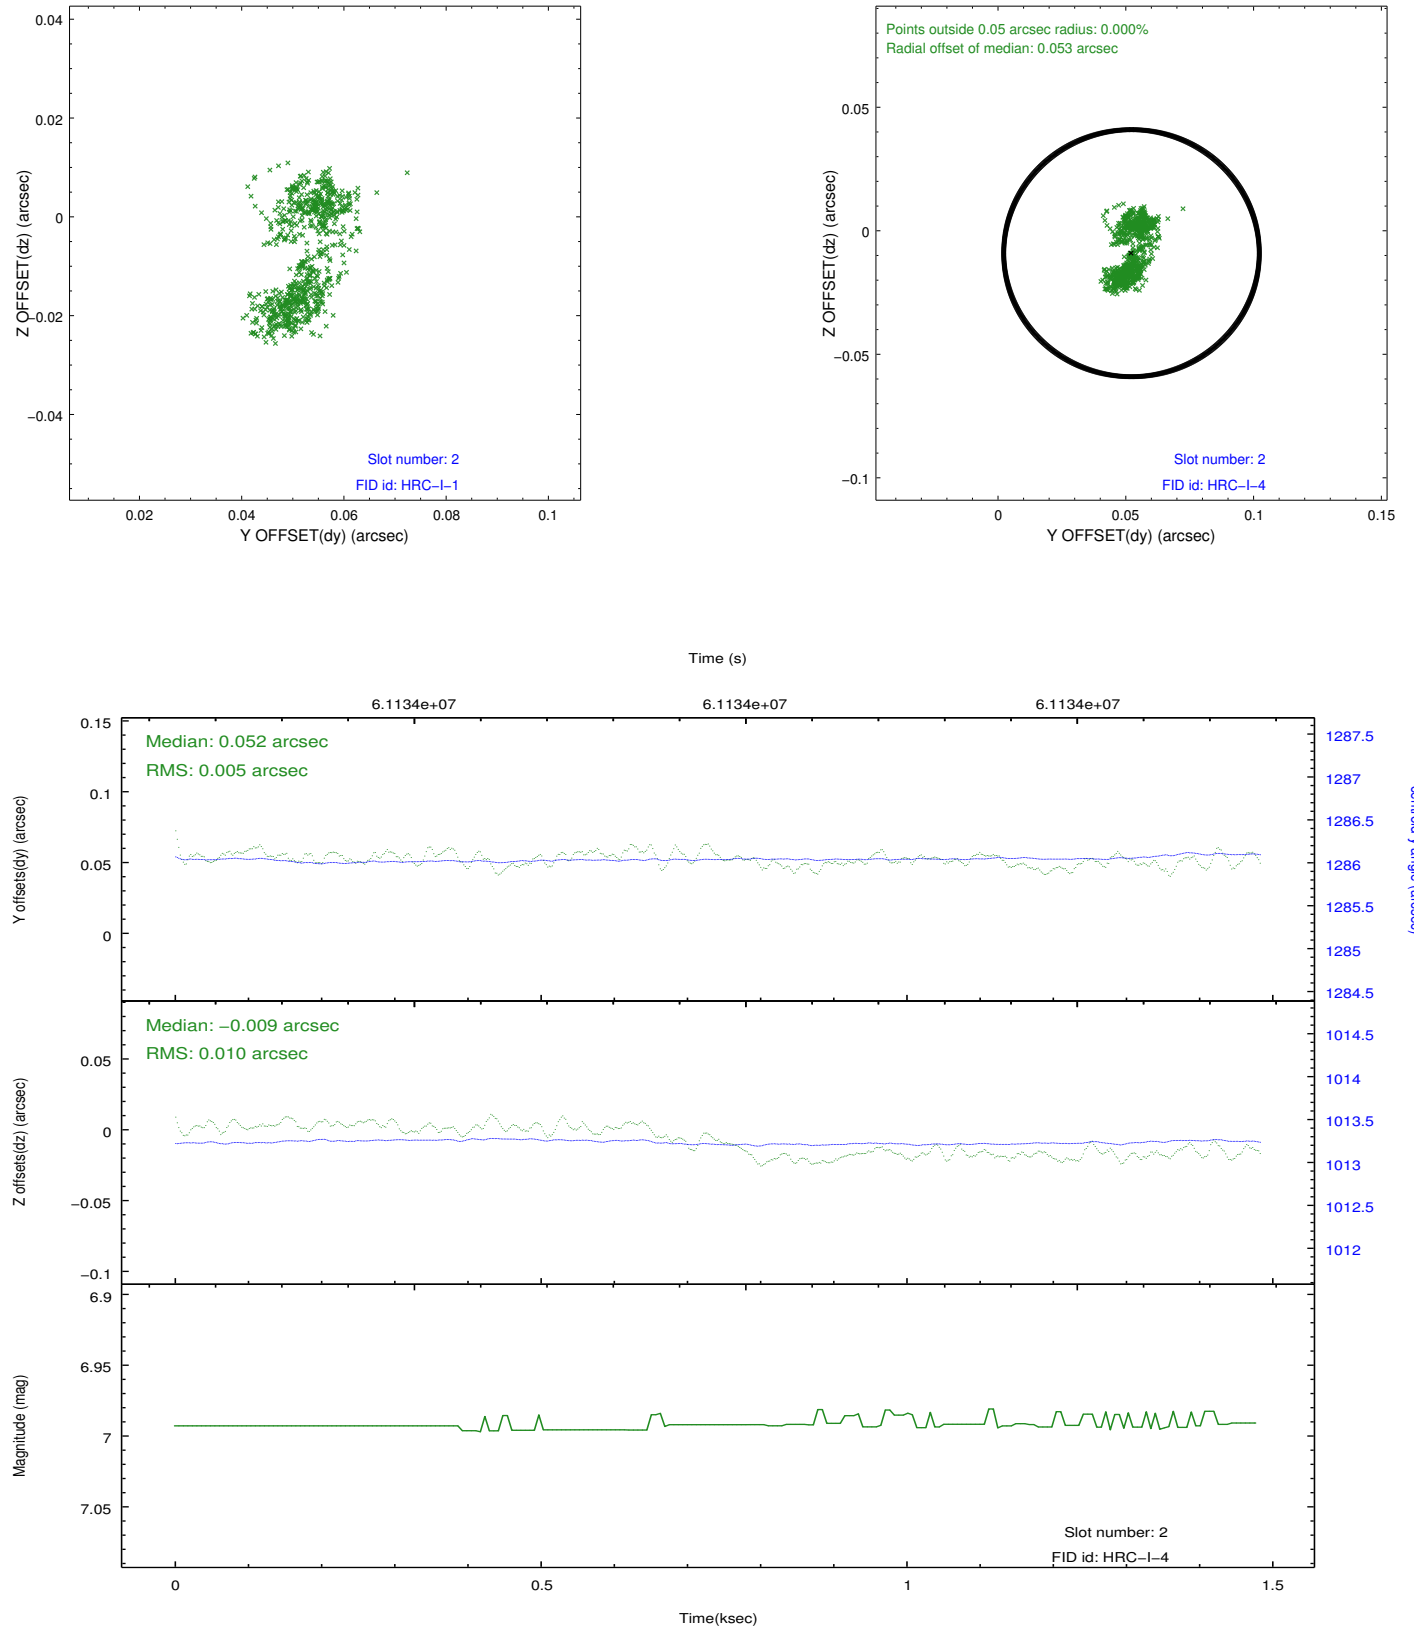 0.04
0.02
0
−0.02
−0.04
Z OFFSET(dz) (arcsec)
Slot number: 2
FID id: HRC−I−1
0.02
0.04
0.06
0.08
0.1
Y OFFSET(dy) (arcsec)
Points outside 0.05 arcsec radius: 0.000%
Radial offset of median: 0.053 arcsec
0.05
0
−0.05
−0.1
Z OFFSET(dz) (arcsec)
Slot number: 2
FID id: HRC−I−4
0
0.05
0.1
0.15
Y OFFSET(dy) (arcsec)
Time (s)
6.1134e+07
6.1134e+07
6.1134e+07
Median: 0.052 arcsec
RMS: 0.005 arcsec
0.15
0.1
0.05
0
Y offsets(dy) (arcsec)
1287.5
1287
1286.5
1286
1285.5
1285
1284.5
Median: −0.009 arcsec
RMS: 0.010 arcsec
0.05
0
−0.05
−0.1
Z offsets(dz) (arcsec)
1014.5
1014
1013.5
1013
1012.5
1012
6.9
6.95
7
7.05
Magnitude (mag)
Slot number: 2
FID id: HRC−I−4
0
0.5
1
1.5
Time(ksec)